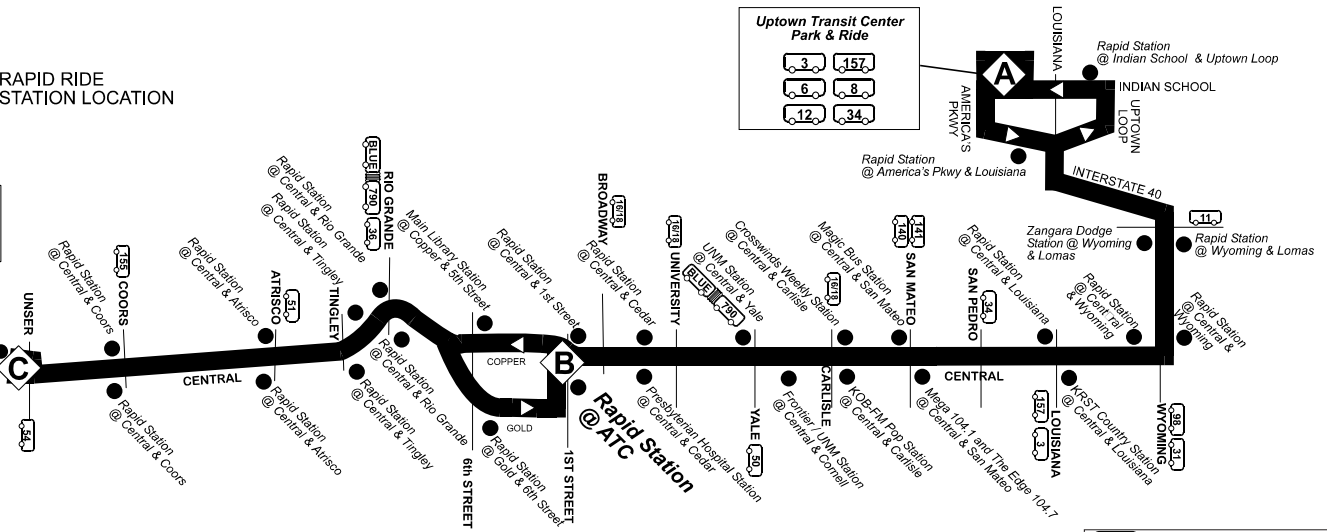 RAPID RIDE
STATION LOCATION
Uptown Transit Center
Park & Ride
3
157
6
8
12
34
A
LOUISIANA
Rapid Station
@ Indian School & Uptown Loop
INDIAN SCHOOL
AMERICA'S
PKWY
UPTOWN
LOOP
Rapid Station
@ America's Pkwy & Louisiana
INTERSTATE 40
11
Zangara Dodge
Station @ Wyoming
& Lomas
Rapid Station
@ Wyoming & Lomas
UNSER
C
54
Rapid Station
@ Central & Coors
155
COORS
Rapid Station
@ Central & Coors
Rapid Station
@ Central & Atrisco
ATRISCO
51
Rapid Station
@ Central & Atrisco
CENTRAL
TINGLEY
Rapid Station
@ Central & Tingley
Rapid Station
@ Central & Tingley
Rapid Station
@ Central & Rio Grande
BLUE
790
36
RIO GRANDE
Rapid Station
@ Central & Rio Grande
Main Library Station
@ Copper & 5th Street
COPPER
GOLD
6th STREET
Rapid Station
@ Gold & 6th Street
Rapid Station
@ Central & 1st Street
B
1ST STREET
Rapid Station
@ ATC
Rapid Station
@ Central & Cedar
BROADWAY
16/18
Presbyterian Hospital Station
@ Central & Cedar
16/18
UNIVERSITY
BLUE
790
UNM Station
@ Central & Yale
YALE
50
Crosswinds Weekly Station
@ Central & Carlisle
Frontier / UNM Station
@ Central & Cornell
16/18
CARLISLE
KOB-FM Pop Station
@ Central & Carlisle
Magic Bus Station
@ Central & San Mateo
140
141
SAN MATEO
Mega 104.1 and The Edge 104.7
@ Central & San Mateo
CENTRAL
SAN PEDRO
34
Rapid Station
@ Central & Louisiana
157
3
LOUISIANA
KRST Country Station
@ Central & Louisiana
Rapid Station
@ CenTral
& Wyoming
Rapid Station
@ Central &
Wyoming
WYOMING
98
31